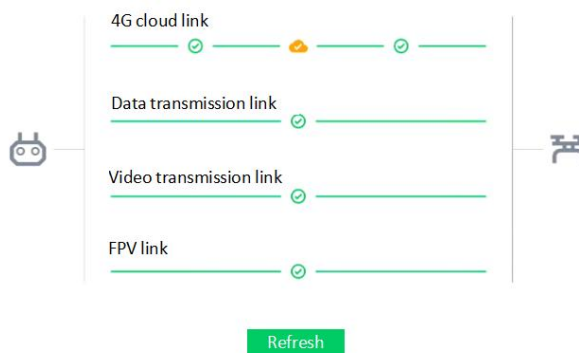 4G cloud link
Data transmission link
Video transmission link
FPV link
Refresh